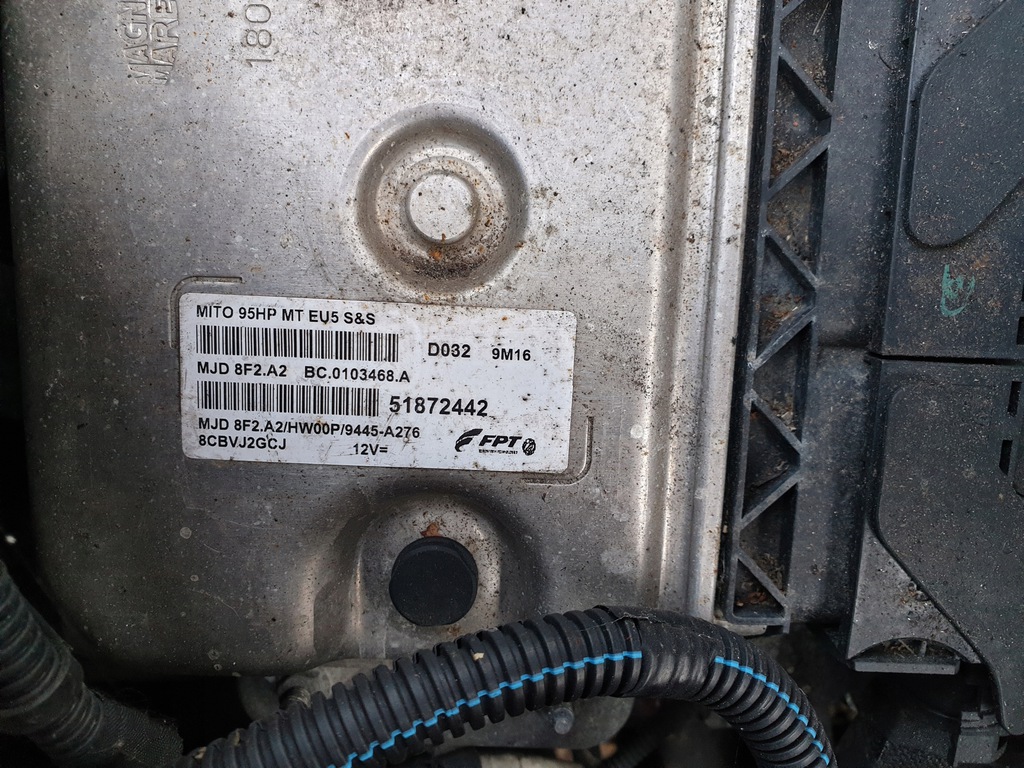 180
MITO 95HP MT EU5 S&S
D032 9M16
MJD 8F2.A2 BC.0103468.A
51872442
MJD 8F2.A2/HW00P/9445-A276
8CBVJ2GCJ 12V=
FPT